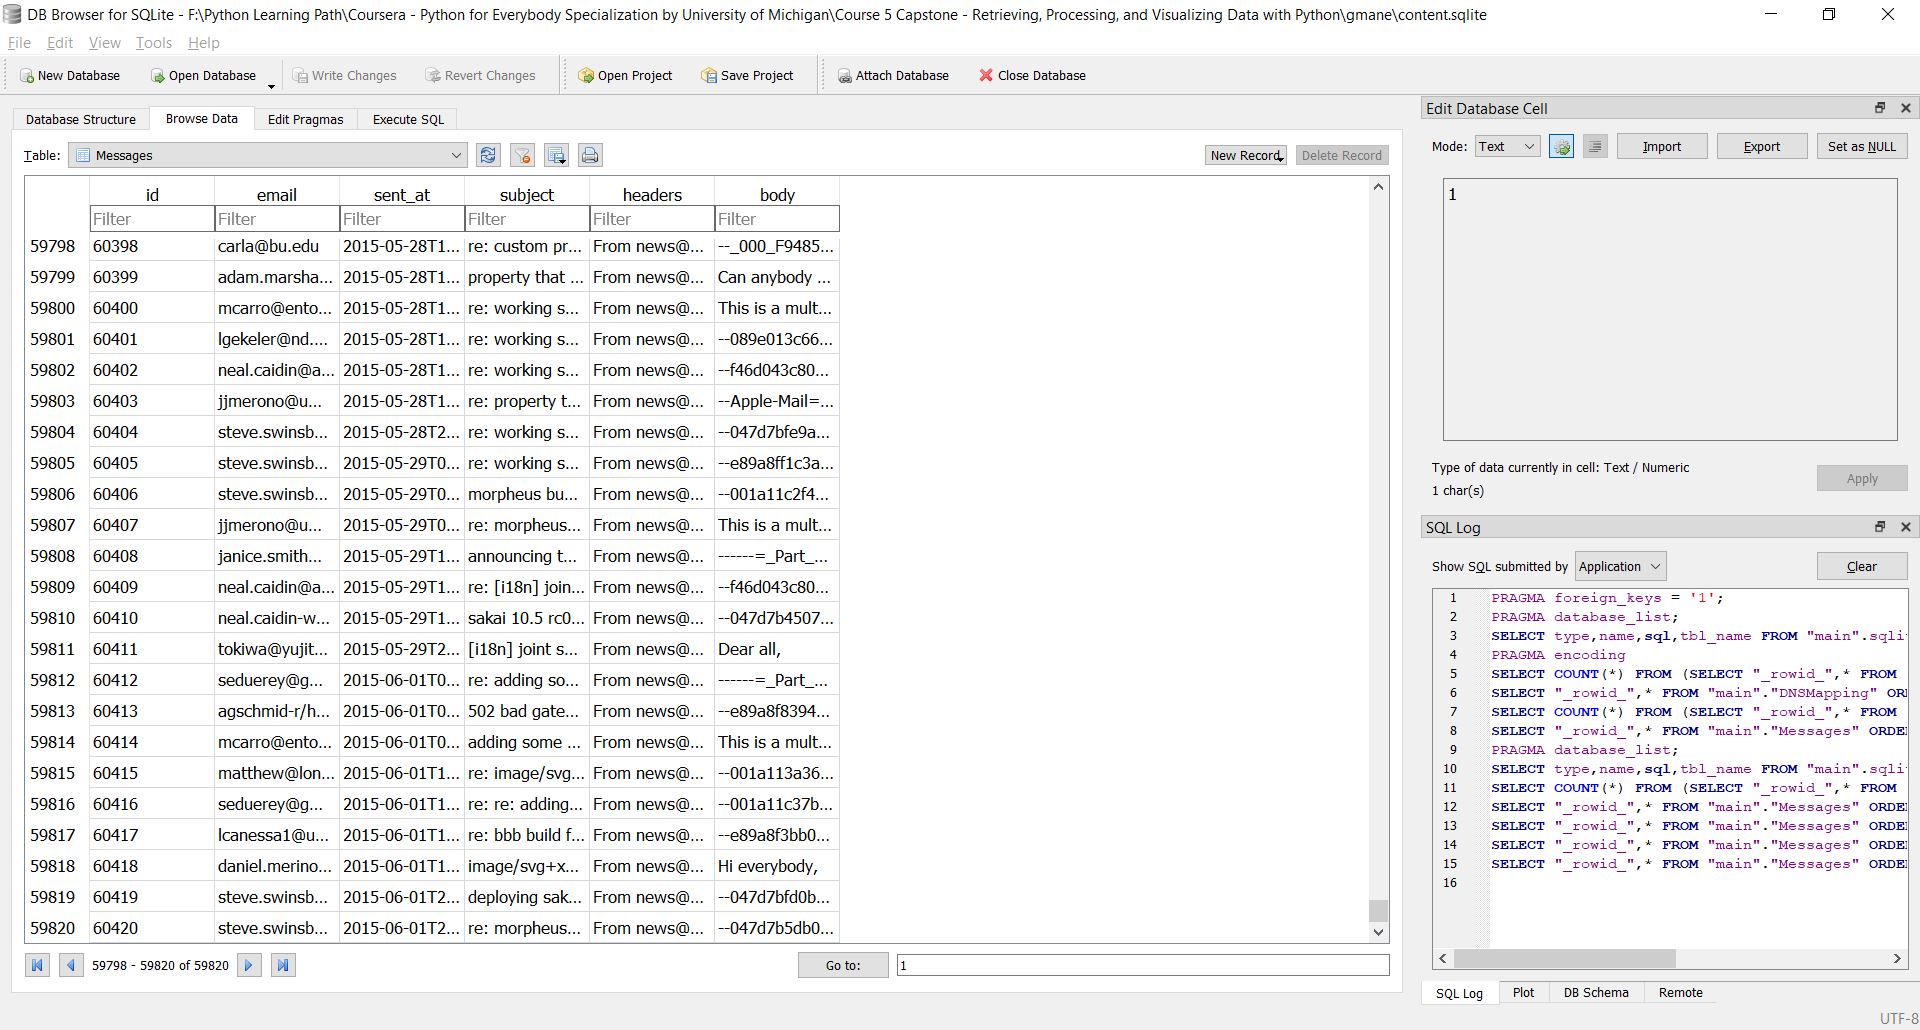 DB Browser for SQLite - F:\Python Learning Path\Coursera - Python for Everybody Specialization by University of Michigan\Course 5 Capstone - Retrieving, Processing, and Visualizing Data with Python\gmane\content.sqlite
File Edit View Tools Help
New Database Open Database Write Changes Revert Changes Open Project Save Project Attach Database Close Database
Database Structure Browse Data Edit Pragmas Execute SQL
Table: Messages New Record Delete Record
id email sent_at subject headers body
Filter Filter Filter Filter Filter Filter
59798 60398 carla@bu.edu 2015-05-28T1... re: custom pr... From news@... --_000_F9485...
59799 60399 adam.marsha... 2015-05-28T1... property that ... From news@... Can anybody ...
59800 60400 mcarro@ento... 2015-05-28T1... re: working s... From news@... This is a mult...
59801 60401 lgekeler@nd.... 2015-05-28T1... re: working s... From news@... --089e013c66...
59802 60402 neal.caidin@a... 2015-05-28T1... re: working s... From news@... --f46d043c80...
59803 60403 jjmerono@u... 2015-05-28T1... re: property t... From news@... --Apple-Mail=...
59804 60404 steve.swinsb... 2015-05-28T2... re: working s... From news@... --047d7bfe9a...
59805 60405 steve.swinsb... 2015-05-29T0... re: working s... From news@... --e89a8ff1c3a...
59806 60406 steve.swinsb... 2015-05-29T0... morpheus bu... From news@... --001a11c2f4...
59807 60407 jjmerono@u... 2015-05-29T0... re: morpheus... From news@... This is a mult...
59808 60408 janice.smith... 2015-05-29T1... announcing t... From news@... ------=_Part_...
59809 60409 neal.caidin@a... 2015-05-29T1... re: [i18n] join... From news@... --f46d043c80...
59810 60410 neal.caidin-w... 2015-05-29T1... sakai 10.5 rc0... From news@... --047d7b4507...
59811 60411 tokiwa@yujit... 2015-05-29T2... [i18n] joint s... From news@... Dear all,
59812 60412 seduerey@g... 2015-06-01T0... re: adding so... From news@... ------=_Part_...
59813 60413 agschmid-r/h... 2015-06-01T0... 502 bad gate... From news@... --e89a8f8394...
59814 60414 mcarro@ento... 2015-06-01T0... adding some ... From news@... This is a mult...
59815 60415 matthew@lon... 2015-06-01T1... re: image/svg... From news@... --001a113a36...
59816 60416 seduerey@g... 2015-06-01T1... re: re: adding... From news@... --001a11c37b...
59817 60417 lcanessa1@u... 2015-06-01T1... re: bbb build f... From news@... --e89a8f3bb0...
59818 60418 daniel.merino... 2015-06-01T1... image/svg+x... From news@... Hi everybody,
59819 60419 steve.swinsb... 2015-06-01T2... deploying sak... From news@... --047d7bfd0b...
59820 60420 steve.swinsb... 2015-06-01T2... re: morpheus... From news@... --047d7b5db0...
59798 - 59820 of 59820 Go to: 1
Edit Database Cell
Mode: Text Import Export Set as NULL
1
Type of data currently in cell: Text / Numeric
1 char(s)
Apply
SQL Log
Show SQL submitted by Application Clear
1 PRAGMA foreign_keys = '1';
2 PRAGMA database_list;
3 SELECT type,name,sql,tbl_name FROM "main".sqli
4 PRAGMA encoding
5 SELECT COUNT(*) FROM (SELECT "_rowid_",* FROM
6 SELECT "_rowid_",* FROM "main"."DNSMapping" OR
7 SELECT COUNT(*) FROM (SELECT "_rowid_",* FROM
8 SELECT "_rowid_",* FROM "main"."Messages" ORDE
9 PRAGMA database_list;
10 SELECT type,name,sql,tbl_name FROM "main".sqli
11 SELECT COUNT(*) FROM (SELECT "_rowid_",* FROM
12 SELECT "_rowid_",* FROM "main"."Messages" ORDE
13 SELECT "_rowid_",* FROM "main"."Messages" ORDE
14 SELECT "_rowid_",* FROM "main"."Messages" ORDE
15 SELECT "_rowid_",* FROM "main"."Messages" ORDE
16
SQL Log Plot DB Schema Remote
UTF-8